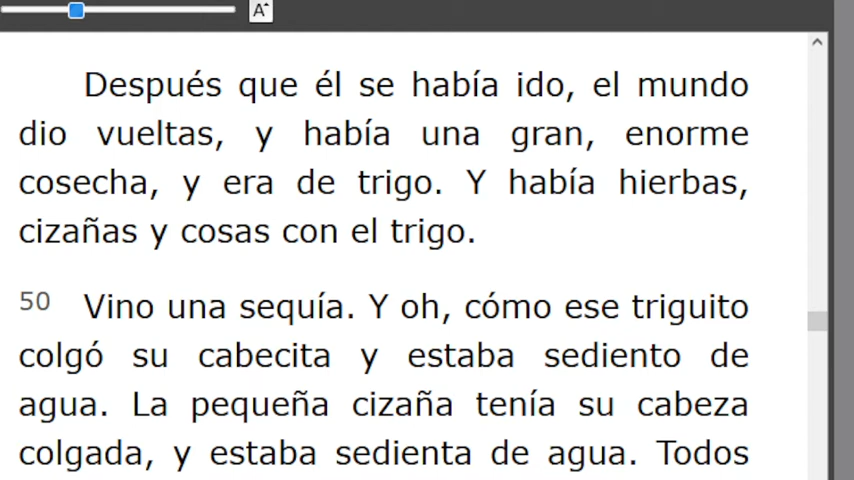 A^
Después que él se había ido, el mundo
dio vueltas, y había una gran, enorme
cosecha, y era de trigo. Y había hierbas,
cizañas y cosas con el trigo.
50 Vino una sequía. Y oh, cómo ese triguito
colgó su cabecita y estaba sediento de
agua. La pequeña cizaña tenía su cabeza
colgada, y estaba sedienta de agua. Todos